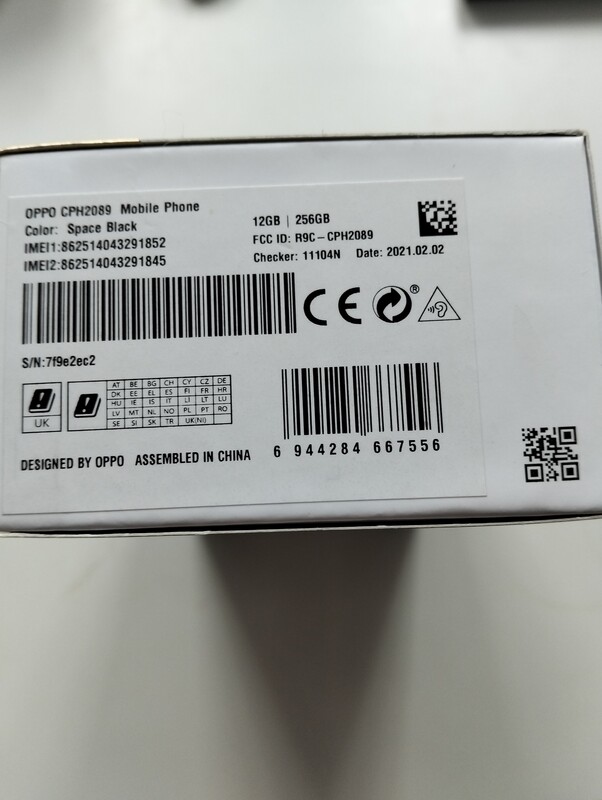 OPPO CPH2089 Mobile Phone
Color: Space Black
IMEI1:862514043291852
IMEI2:862514043291845
12GB | 256GB
FCC ID: R9C-CPH2089
Checker: 11104N Date: 2021.02.02
CE
®
S/N:7f9e2ec2
UK
AT BE BG CH CY CZ DE
DK EE EL ES FI FR HR
HU IE IS IT LI LT LU
LV MT NL NO PL PT RO
SE SI SK TR UK(NI)
6 944284 667556
DESIGNED BY OPPO ASSEMBLED IN CHINA